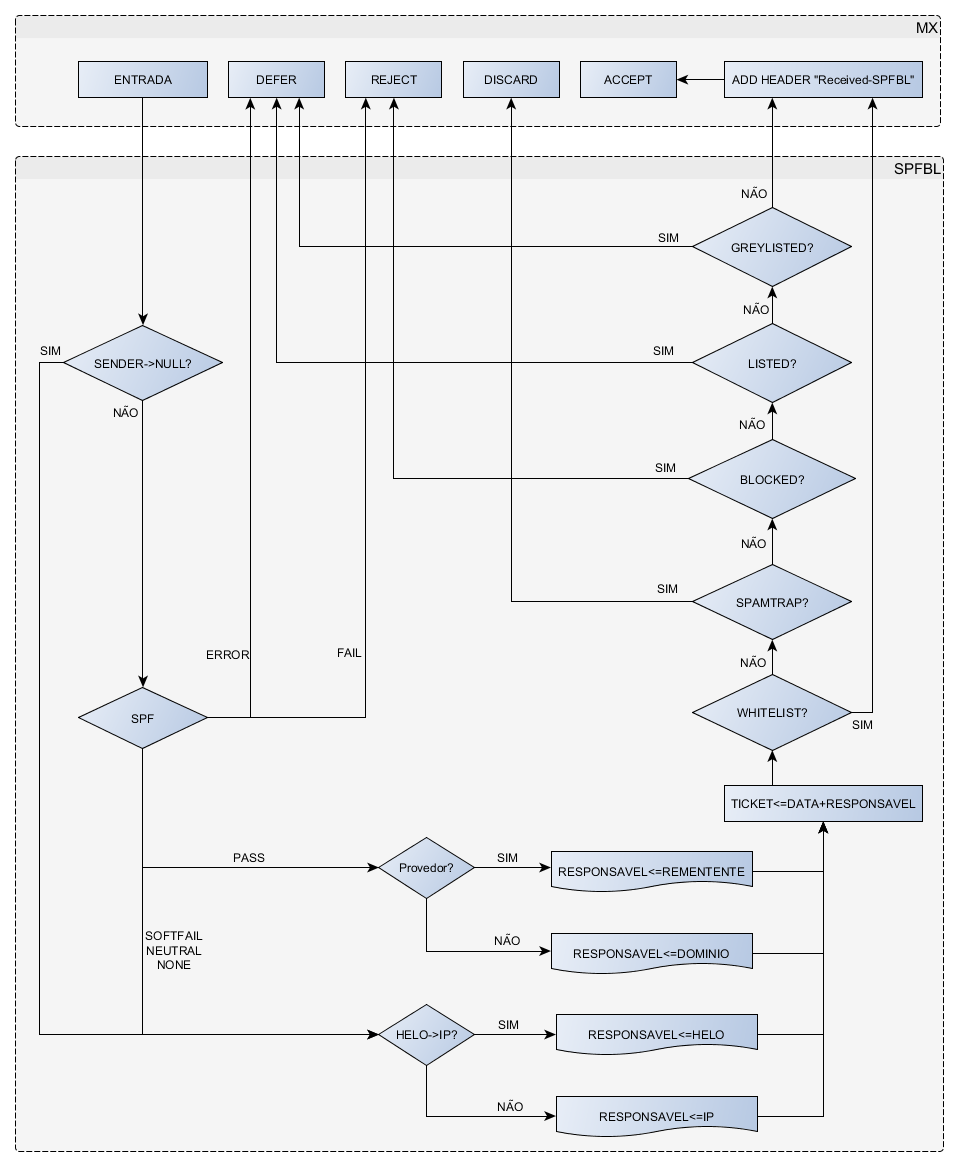 MX
ENTRADA
DEFER
REJECT
DISCARD
ACCEPT
ADD HEADER "Received-SPFBL"
SPFBL
NÃO
SIM
GREYLISTED?
NÃO
SIM
SENDER->NULL?
SIM
LISTED?
NÃO
NÃO
SIM
BLOCKED?
NÃO
SIM
SPAMTRAP?
ERROR
FAIL
NÃO
SPF
WHITELIST?
SIM
TICKET<=DATA+RESPONSAVEL
PASS
Provedor?
SIM
RESPONSAVEL<=REMENTENTE
SOFTFAIL
NEUTRAL
NONE
NÃO
RESPONSAVEL<=DOMINIO
HELO->IP?
SIM
RESPONSAVEL<=HELO
NÃO
RESPONSAVEL<=IP